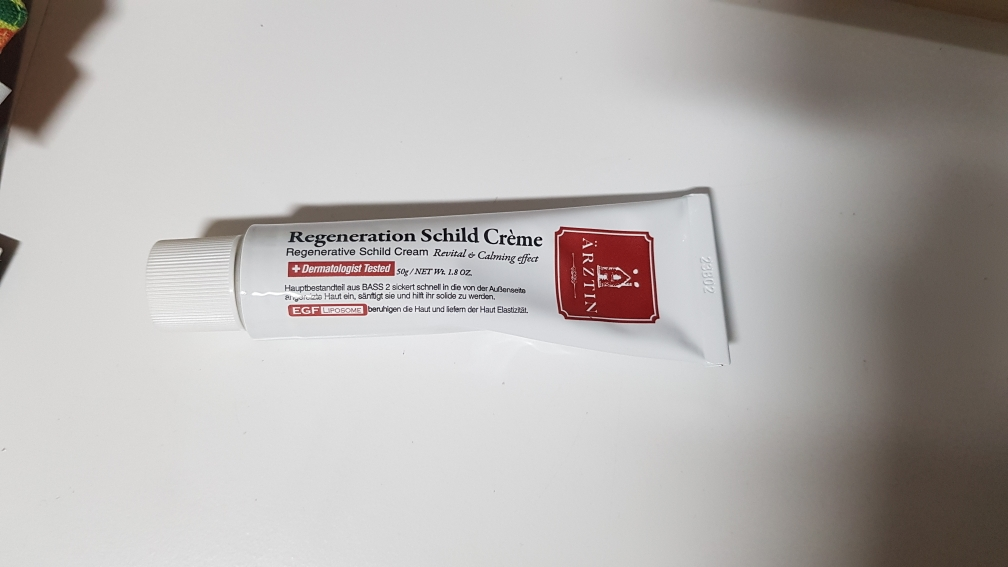 Regeneration Schild Crème
Regenerative Schild Cream Revital & Calming effect
+ Dermatologist Tested 50g / NET Wt. 1.8 OZ.
Hauptbestandteil aus BASS 2 sickert schnell in die von der Außenseite
Haut ein, sänftigt sie und hilft ihr solide zu werden.
EGF LIPOSOME beruhigen die Haut und liefern der Haut Elastizität.
ÄRZTIN